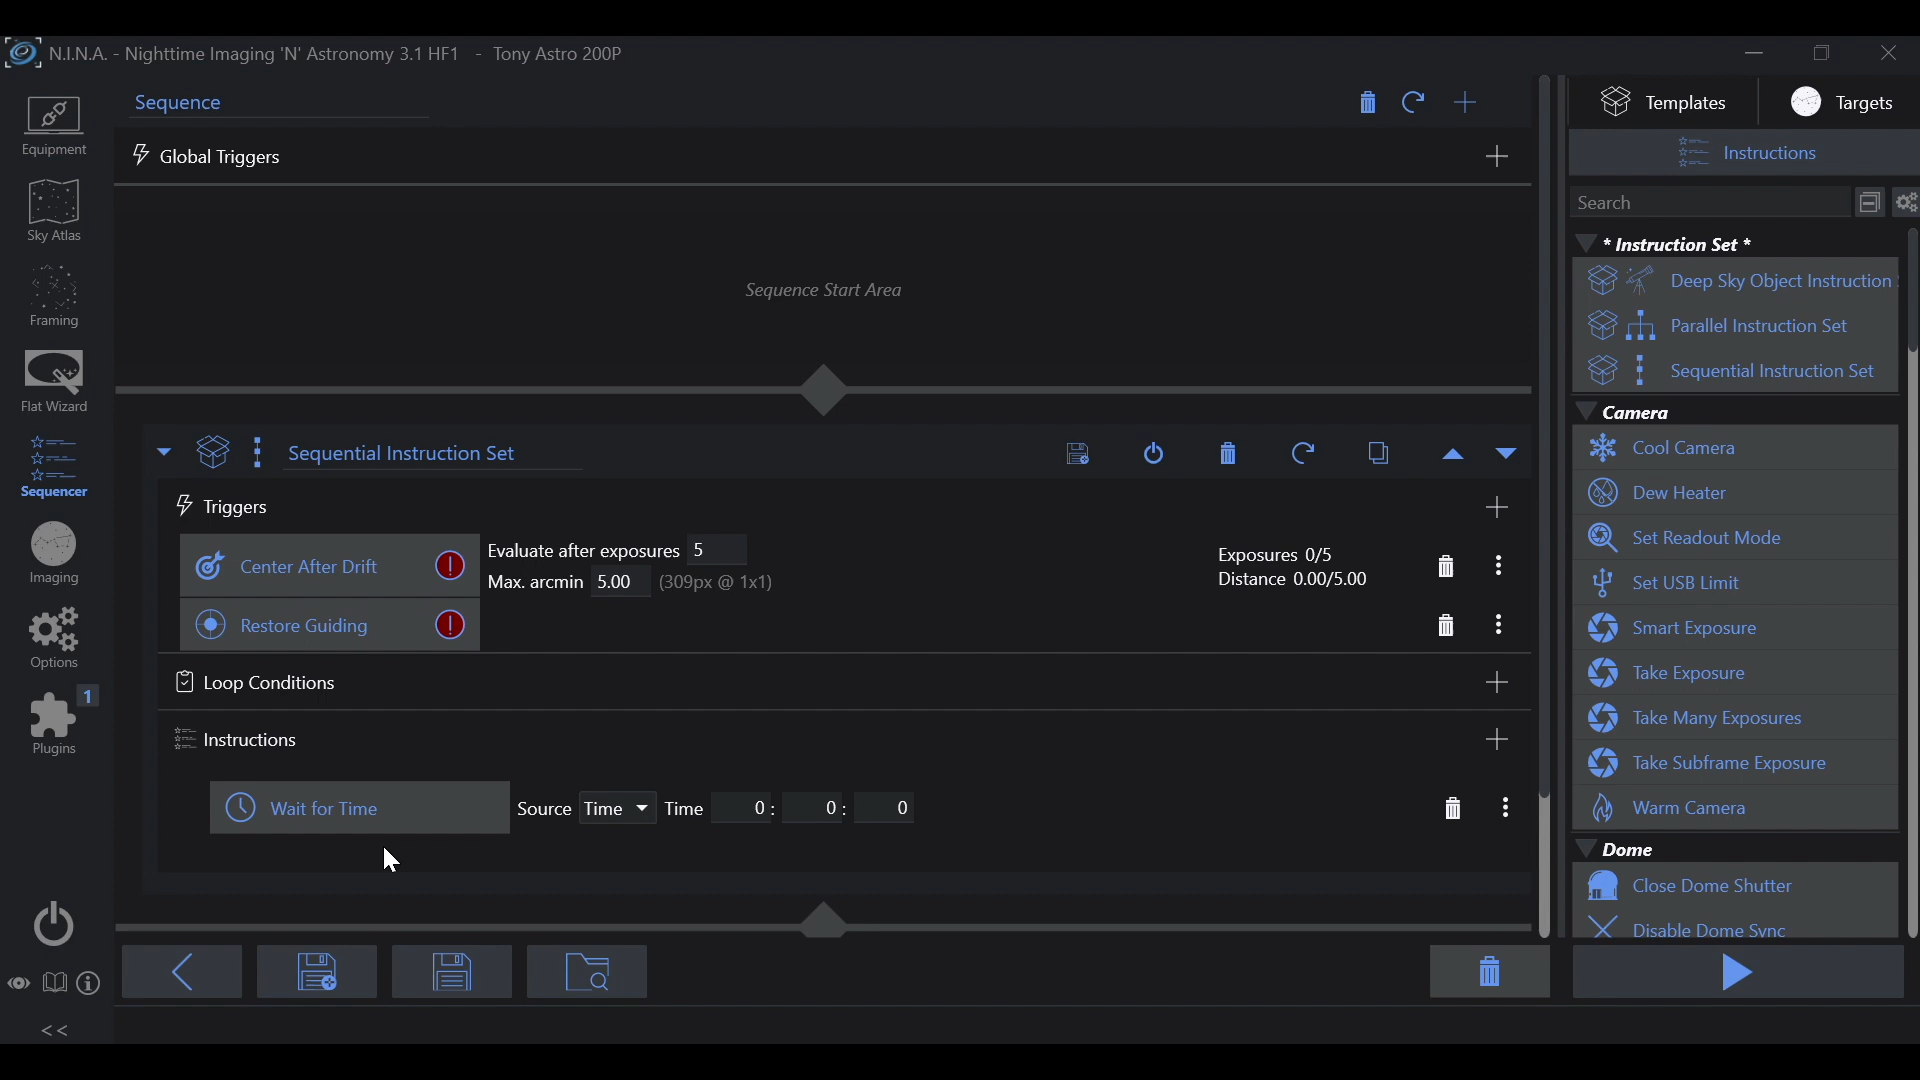 N.I.N.A. - Nighttime Imaging 'N' Astronomy 3.1 HF1 - Tony Astro 200P
Equipment
Sky Atlas
Framing
Flat Wizard
Sequencer
Imaging
Options
1
Plugins
<<
Sequence
Global Triggers
Sequence Start Area
Sequential Instruction Set
Triggers
Center After Drift Evaluate after exposures 5
Max. arcmin 5.00 (309px @ 1x1)
Exposures 0/5
Distance 0.00/5.00
Restore Guiding
Loop Conditions
Instructions
Wait for Time Source Time Time 0 : 0 : 0
Templates
Targets
Instructions
Search
* Instruction Set *
Deep Sky Object Instruction
Parallel Instruction Set
Sequential Instruction Set
Camera
Cool Camera
Dew Heater
Set Readout Mode
Set USB Limit
Smart Exposure
Take Exposure
Take Many Exposures
Take Subframe Exposure
Warm Camera
Dome
Close Dome Shutter
Disable Dome Sync